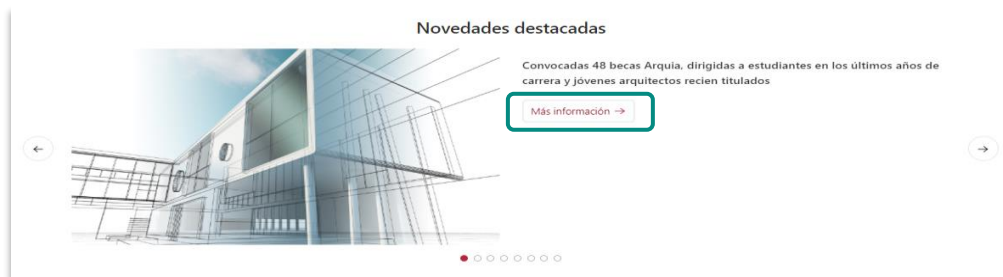 Novedades destacadas
Convocadas 48 becas Arquia, dirigidas a estudiantes en los últimos años de
carrera y jóvenes arquitectos recien titulados
Más información →